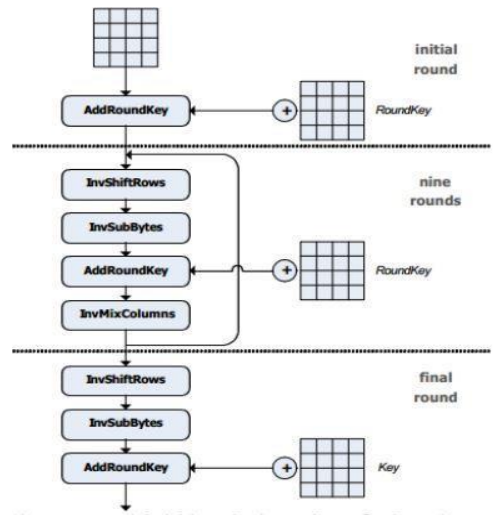 initial
round
AddRoundKey
+
RoundKey
InvShiftRows
nine
rounds
InvSubBytes
AddRoundKey
+
RoundKey
InvMixColumns
InvShiftRows
final
round
InvSubBytes
AddRoundKey
+
Key